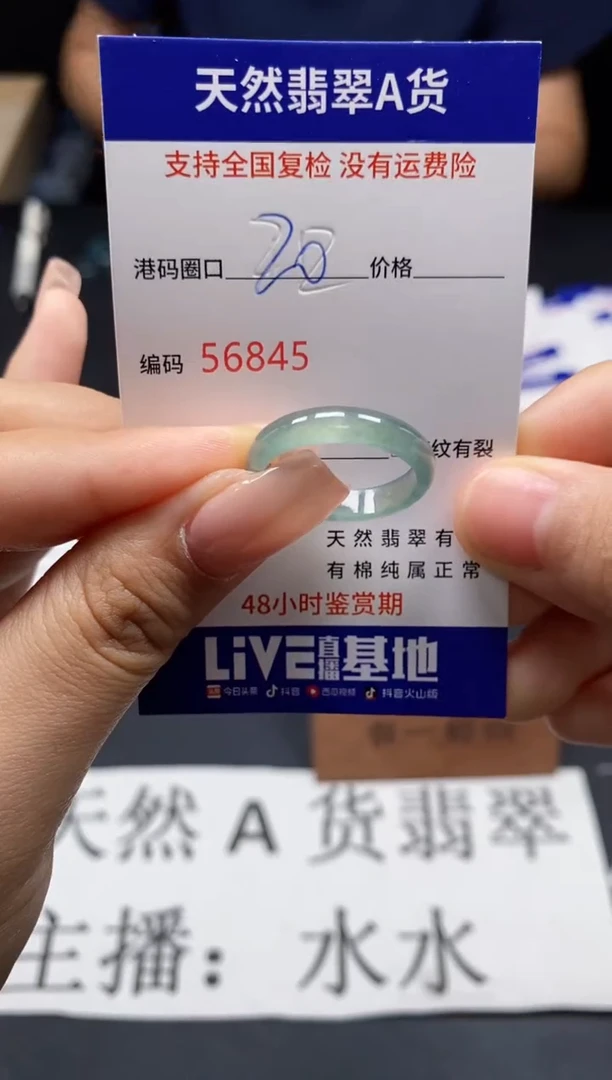 天然翡翠A货
支持全国复检 没有运费险
港码圈口 20 价格
编码 56845
纹有裂
天然翡翠有
有棉纯属正常
48小时鉴赏期
LiVE直播基地
今日头条 抖音 西瓜视频 抖音火山版
天然A货翡翠
主播：水水